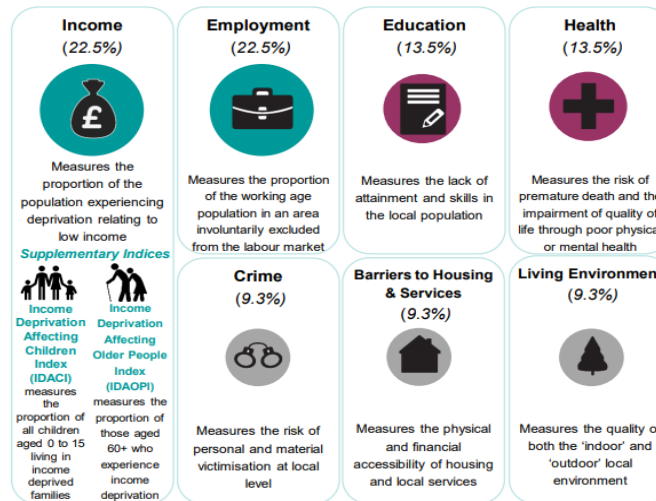 Income
(22.5%)
£
Measures the
proportion of the
population experiencing
deprivation relating to
low income
Supplementary Indices
Income
Deprivation
Affecting
Children
Index
(IDACI)
measures
the
proportion of
all children
aged 0 to 15
living in
income
deprived
families
Income
Deprivation
Affecting
Older People
Index
(IDAOPI)
measures the
proportion of
those aged
60+ who
experience
income
deprivation
Employment
(22.5%)
Measures the proportion
of the working age
population in an area
involuntarily excluded
from the labour market
Education
(13.5%)
Measures the lack of
attainment and skills in
the local population
Health
(13.5%)
Measures the risk of
premature death and the
impairment of quality of
life through poor physical
or mental health
Crime
(9.3%)
Measures the risk of
personal and material
victimisation at local
level
Barriers to Housing
& Services
(9.3%)
Measures the physical
and financial
accessibility of housing
and local services
Living Environment
(9.3%)
Measures the quality of
both the ‘indoor’ and
‘outdoor’ local
environment